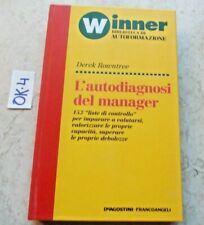 Winner
BIBLIOTECA DI
AUTOFORMAZIONE
Derek Rowntree
L'autodiagnosi
del manager
153 "liste di controllo"
per imparare a valutarsi,
valorizzare le proprie
capacità, superare
le proprie debolezze
DEAGOSTINI-FRANCOANGELI
OK-4